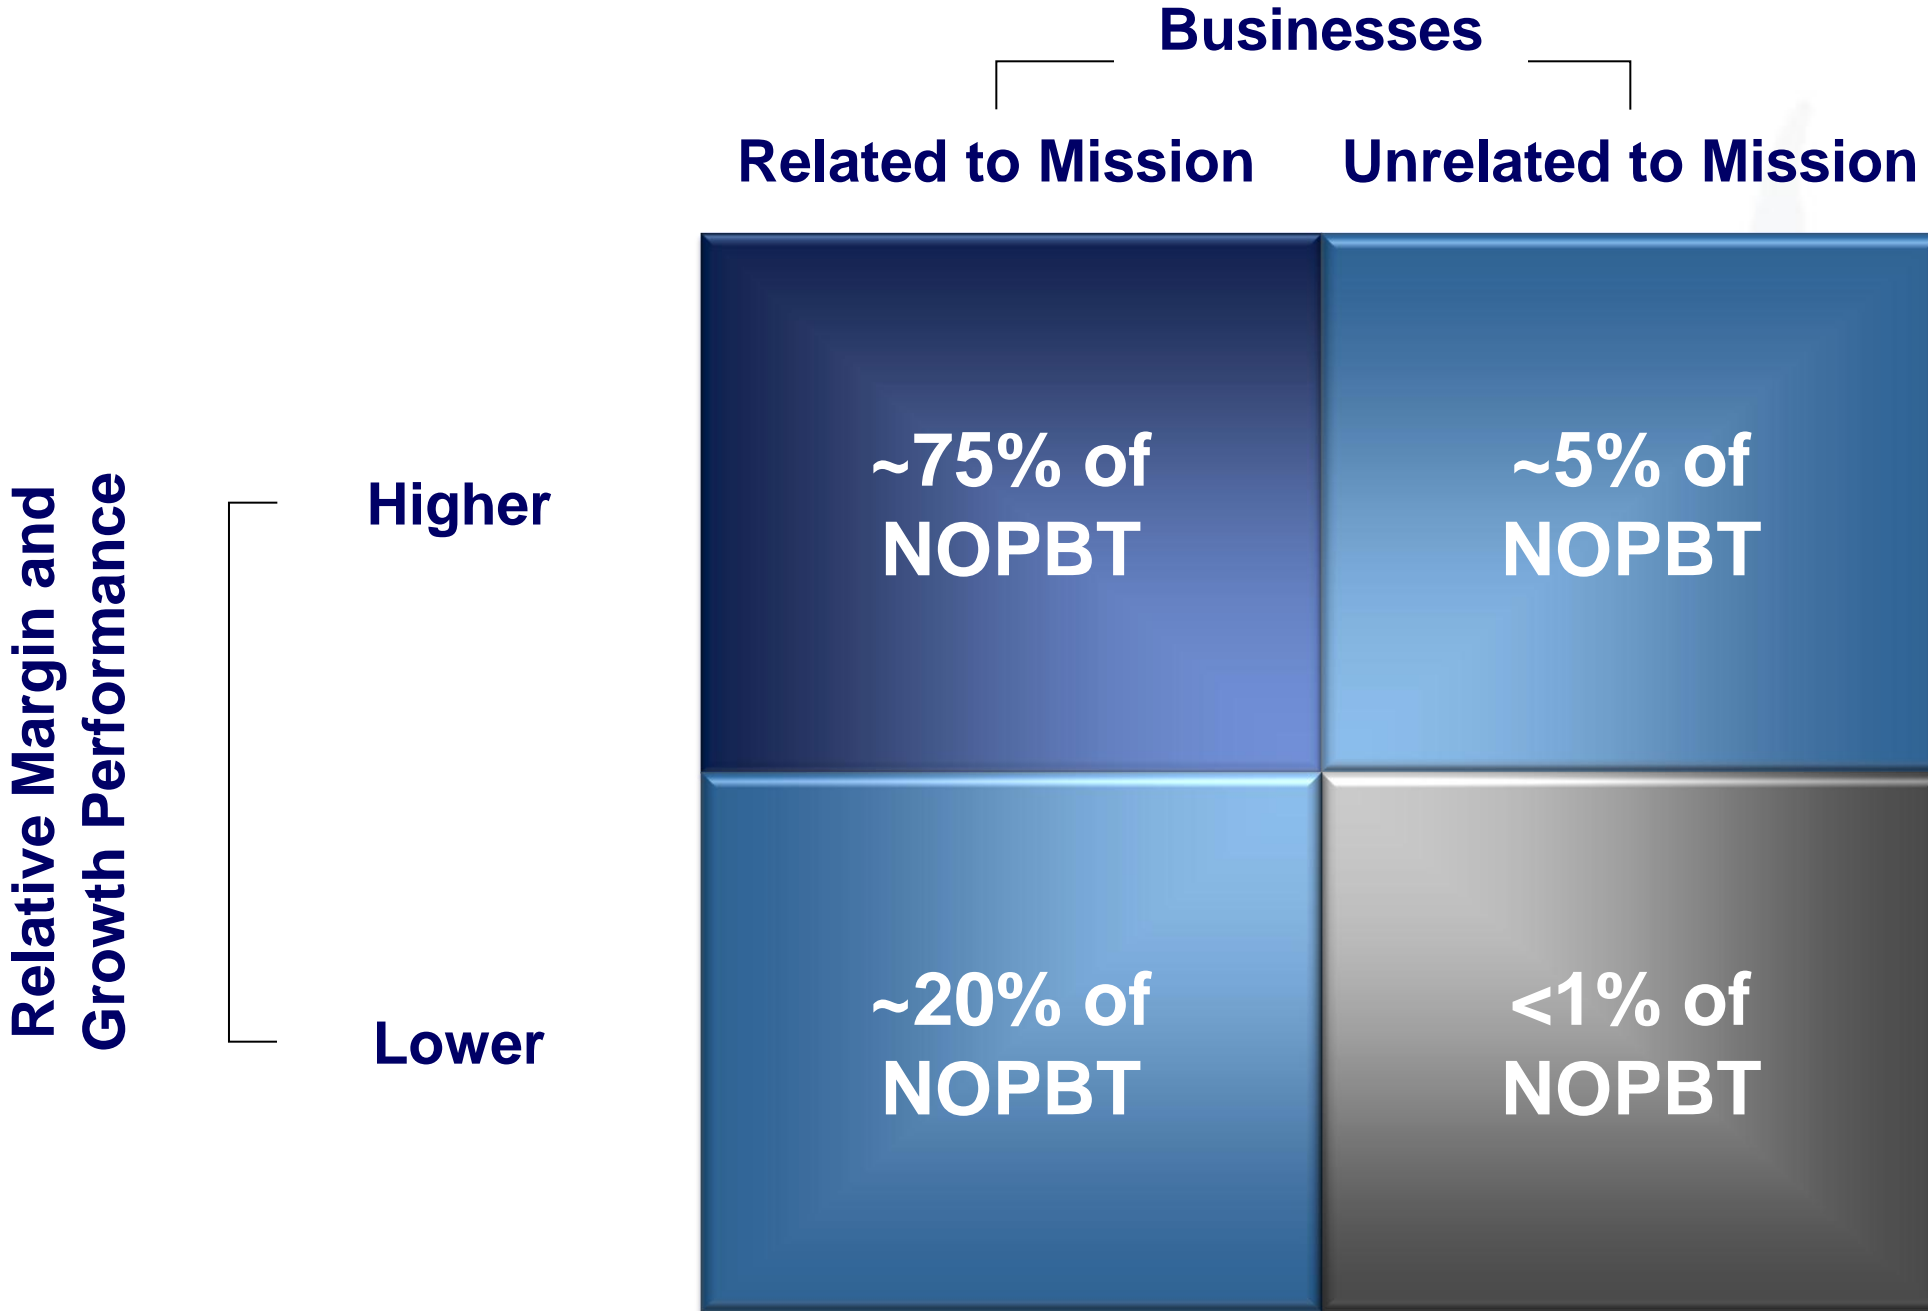 Businesses
Related to Mission
Unrelated to Mission
Relative Margin and
Growth Performance
Higher
~75% of
NOPBT
~5% of
NOPBT
Lower
~20% of
NOPBT
<1% of
NOPBT